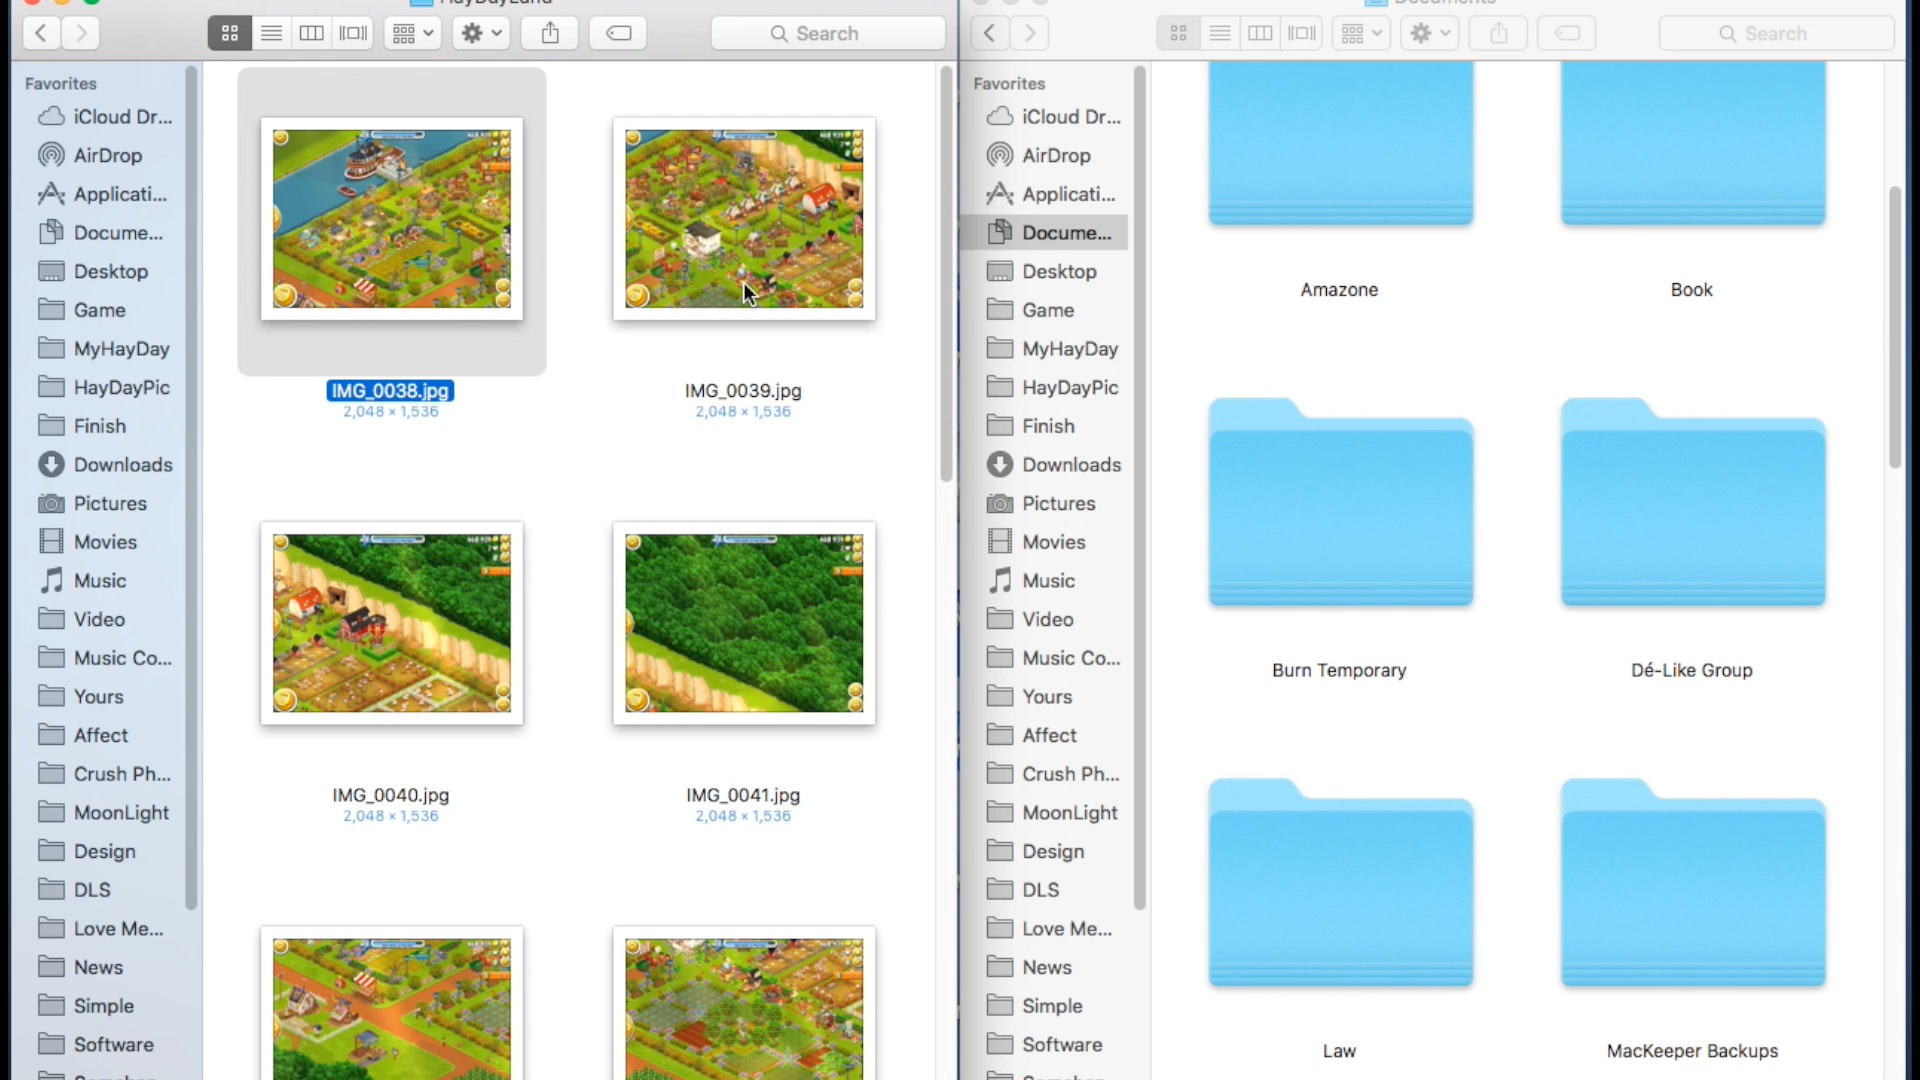 HayDayLand
Search
Favorites
iCloud Dr...
AirDrop
Applicati...
Docume...
Desktop
Game
MyHayDay
HayDayPic
Finish
Downloads
Pictures
Movies
Music
Video
Music Co...
Yours
Affect
Crush Ph...
MoonLight
Design
DLS
Love Me...
News
Simple
Software
IMG_0038.jpg
2,048 × 1,536
IMG_0039.jpg
2,048 × 1,536
IMG_0040.jpg
2,048 × 1,536
IMG_0041.jpg
2,048 × 1,536
Documents
Search
Favorites
iCloud Dr...
AirDrop
Applicati...
Docume...
Desktop
Game
MyHayDay
HayDayPic
Finish
Downloads
Pictures
Movies
Music
Video
Music Co...
Yours
Affect
Crush Ph...
MoonLight
Design
DLS
Love Me...
News
Simple
Software
Amazone
Book
Burn Temporary
Dé-Like Group
Law
MacKeeper Backups